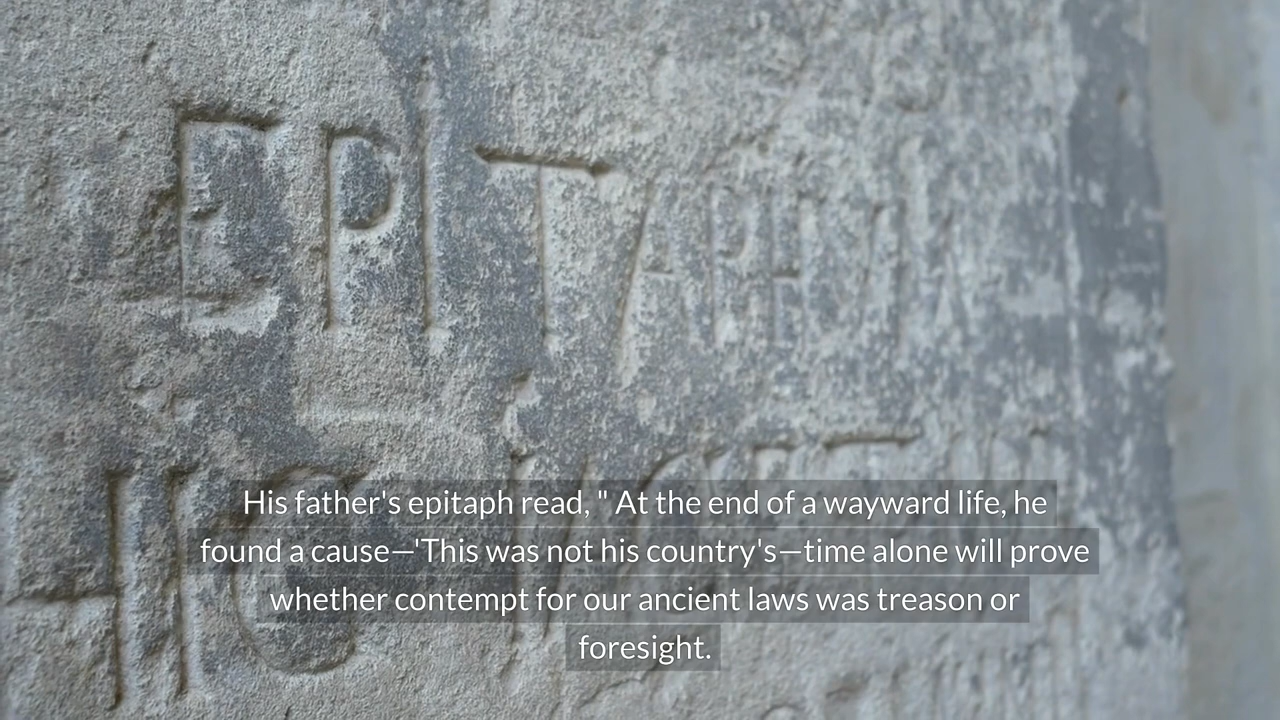 EPITAPH
HIC
His father's epitaph read, " At the end of a wayward life, he
found a cause—'This was not his country's—time alone will prove
whether contempt for our ancient laws was treason or
foresight.